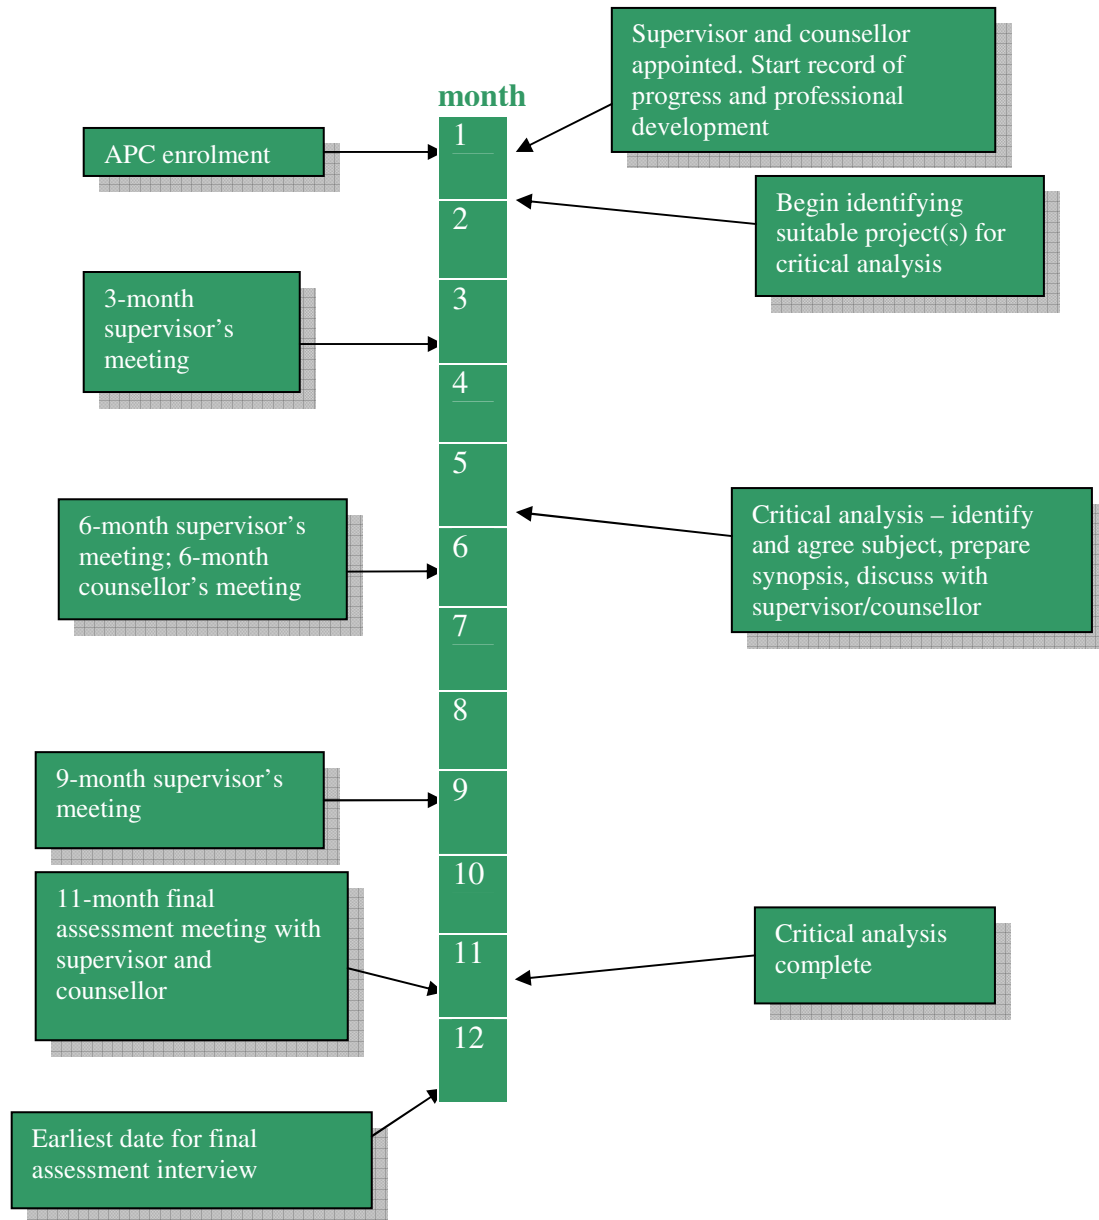 Supervisor and counsellor
appointed. Start record of
progress and professional
development
month
1
APC enrolment
Begin identifying
suitable project(s) for
critical analysis
2
3
3-month
supervisor’s
meeting
4
5
Critical analysis – identify
and agree subject, prepare
synopsis, discuss with
supervisor/counsellor
6-month supervisor’s
meeting; 6-month
counsellor’s meeting
6
7
8
9-month supervisor’s
meeting
9
10
11-month final
assessment meeting with
supervisor and
counsellor
11
Critical analysis
complete
12
Earliest date for final
assessment interview